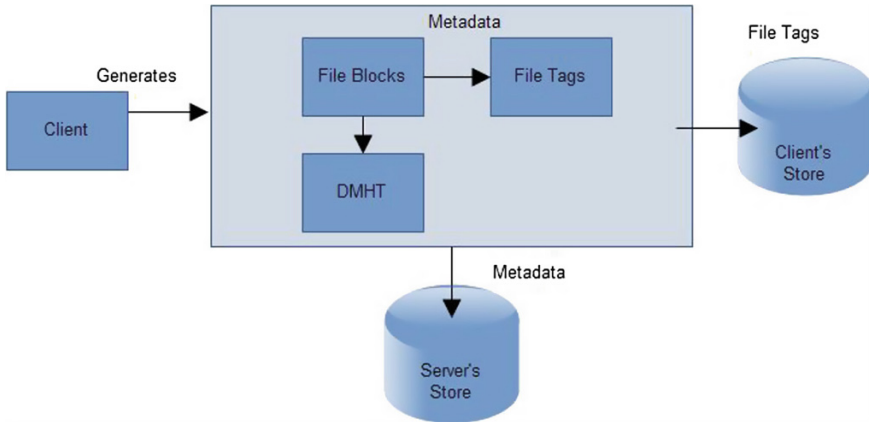 Metadata
File Tags
Generates
File Blocks
File Tags
Client
Client's
Store
DMHT
Metadata
Server's
Store